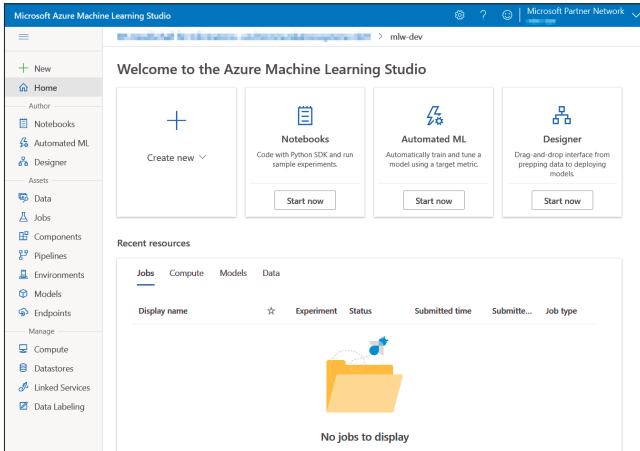 Microsoft Azure Machine Learning Studio
?
Microsoft Partner Network
> mlw-dev
New
Home
Author
Notebooks
Automated ML
Designer
Assets
Data
Jobs
Components
Pipelines
Environments
Models
Endpoints
Manage
Compute
Datastores
Linked Services
Data Labeling
Welcome to the Azure Machine Learning Studio
Create new
Notebooks
Code with Python SDK and run
sample experiments.
Start now
Automated ML
Automatically train and tune a
model using a target metric.
Start now
Designer
Drag-and-drop interface from
prepping data to deploying
models.
Start now
Recent resources
Jobs Compute Models Data
Display name Experiment Status Submitted time Submitte... Job type
No jobs to display